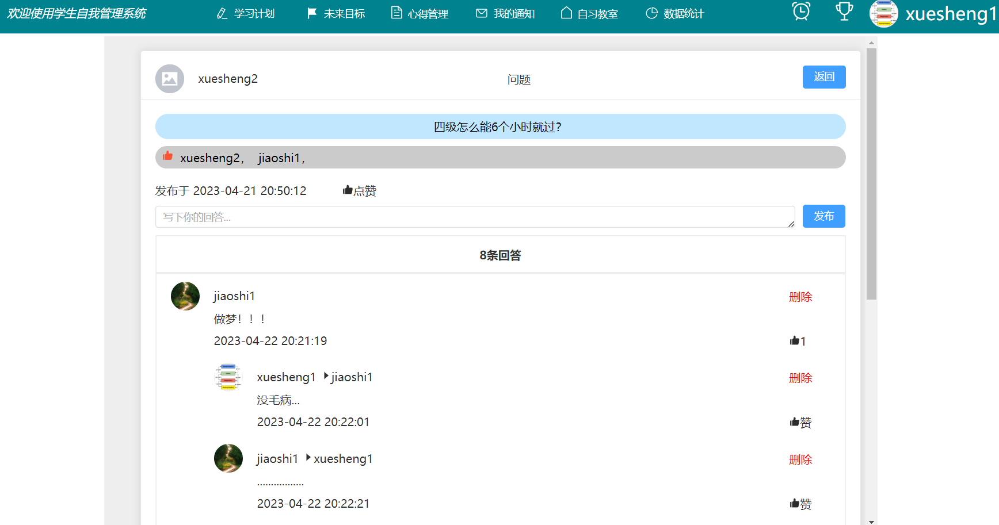 欢迎使用学生自我管理系统 学习计划 未来目标 心得管理 我的通知 自习教室 数据统计 xuesheng1
xuesheng2 问题 返回
四级怎么能6个小时就过？
xuesheng2， jiaoshi1，
发布于 2023-04-21 20:50:12 点赞
写下你的回答... 发布
8条回答
jiaoshi1 删除
做梦！！！
2023-04-22 20:21:19 1
xuesheng1 jiaoshi1 删除
没毛病...
2023-04-22 20:22:01 赞
jiaoshi1 xuesheng1 删除
.................
2023-04-22 20:22:21 赞